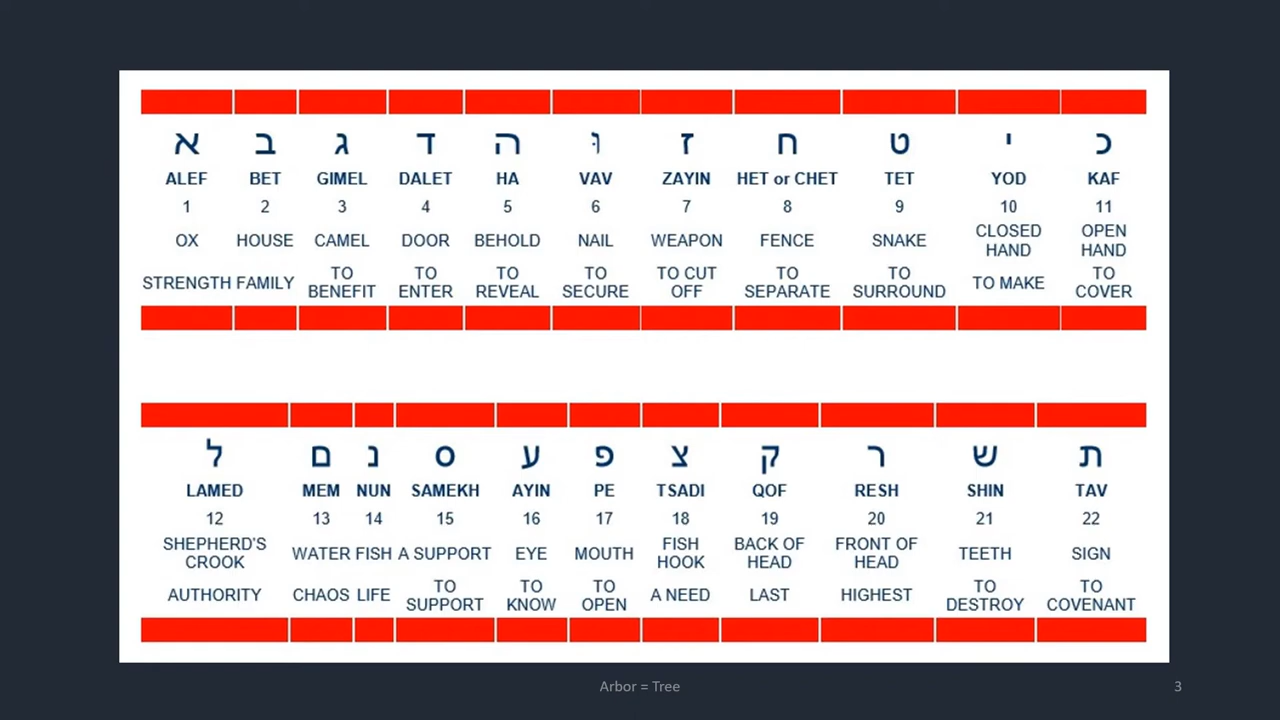 א ב ג ד ה וּ ז ח ט י כ
ALEF BET GIMEL DALET HA VAV ZAYIN HET or CHET TET YOD KAF
1 2 3 4 5 6 7 8 9 10 11
OX HOUSE CAMEL DOOR BEHOLD NAIL WEAPON FENCE SNAKE CLOSED HAND OPEN HAND
STRENGTH FAMILY TO BENEFIT TO ENTER TO REVEAL TO SECURE TO CUT OFF TO SEPARATE TO SURROUND TO MAKE TO COVER
ל ם נ ס ע פ צ ק ר ש ת
LAMED MEM NUN SAMEKH AYIN PE TSADI QOF RESH SHIN TAV
12 13 14 15 16 17 18 19 20 21 22
SHEPHERD'S CROOK WATER FISH A SUPPORT EYE MOUTH FISH HOOK BACK OF HEAD FRONT OF HEAD TEETH SIGN
AUTHORITY CHAOS LIFE TO SUPPORT TO KNOW TO OPEN A NEED LAST HIGHEST TO DESTROY TO COVENANT
Arbor = Tree
3